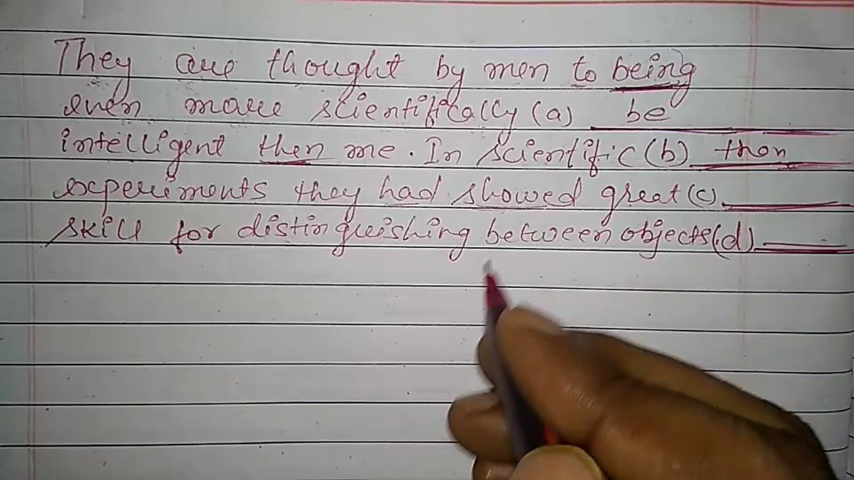 They are thought by men to being
even more scientifically (a) be
intelligent then me. In scientific (b) than
experiments they had showed great (c)
skill for distinguishing between objects (d)